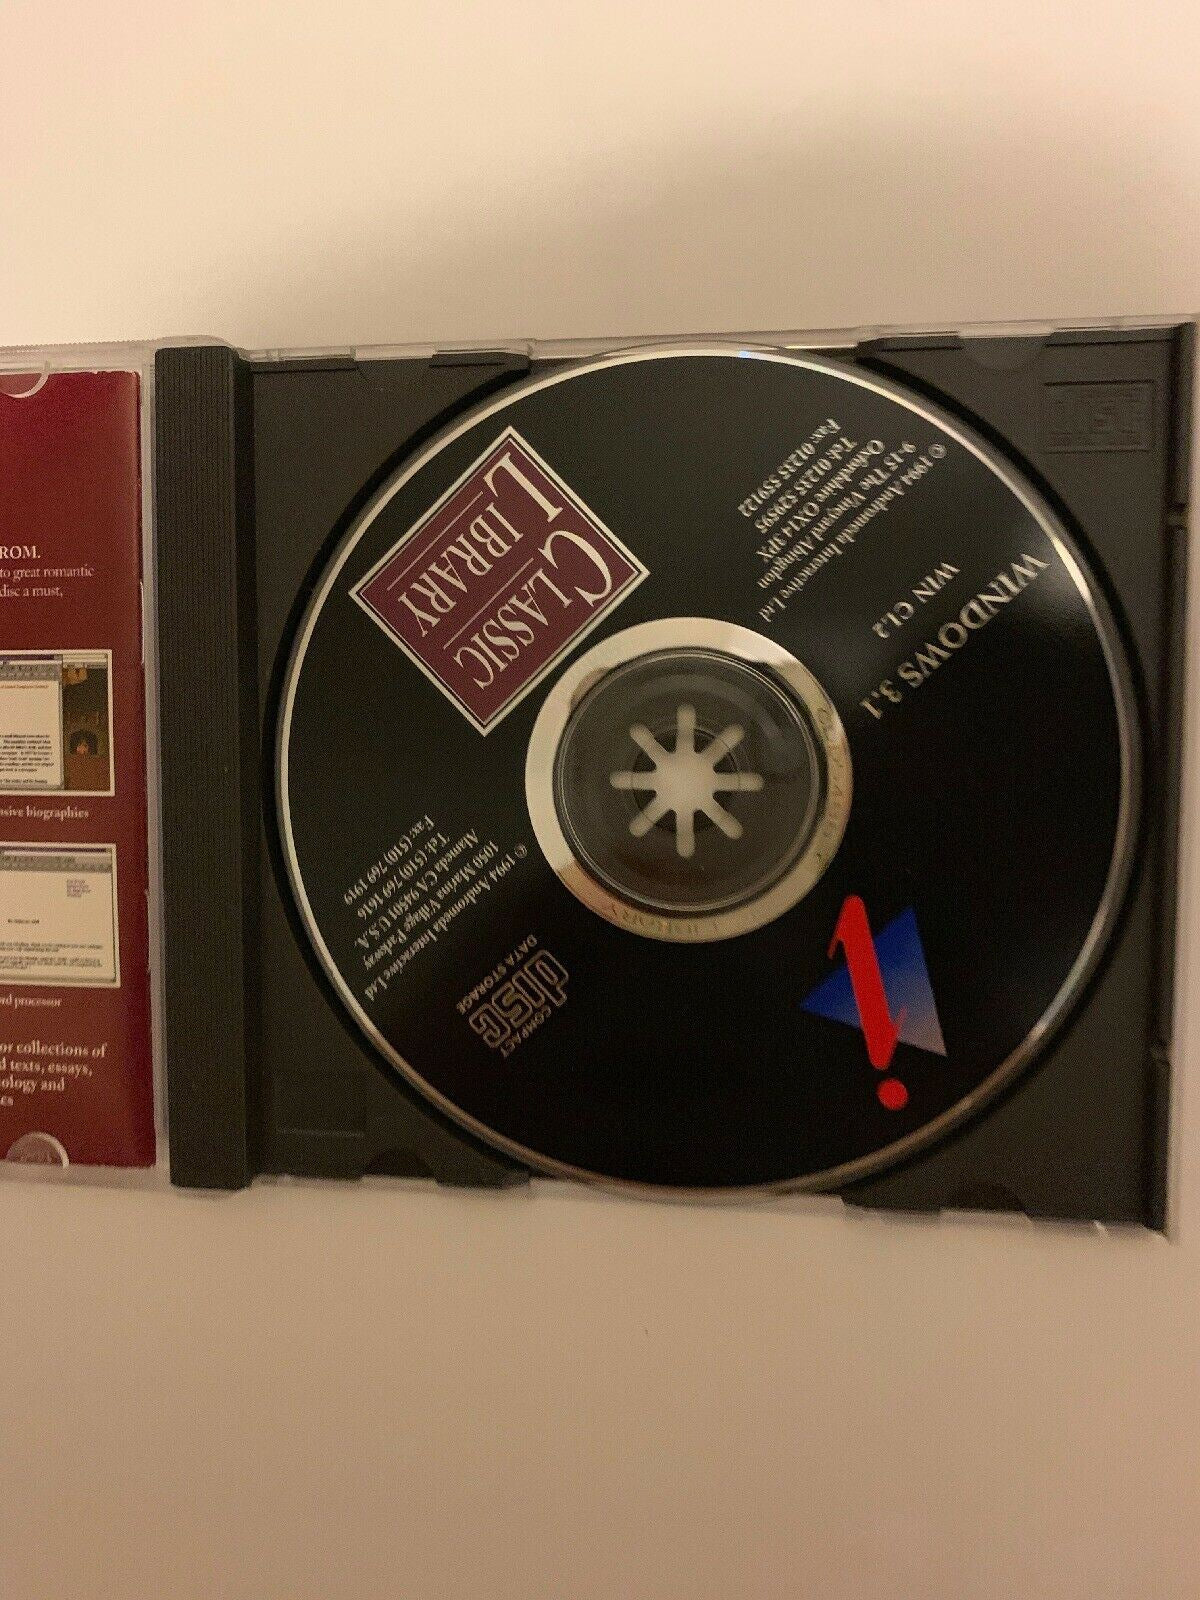 ROM.
to great romantic
disc a must,
nsive biographies
rd processor
or collections of
d texts, essays,
ology and
es
CLASSIC
LIBRARY
© 1994 Andromeda Interactive Ltd
9-15 The Vineyard Abingdon
Oxfordshire OX14 3PX
Tel: 01235 529595
Fax: 01235 559122
WINDOWS 3.1
WIN CL2
© 1994 Andromeda Interactive Ltd
1050 Marina Village Parkway
Alameda CA 94501 U.S.A.
Tel: (510) 769 1616
Fax: (510) 769 1919
COMPACT
disc
DATA STORAGE